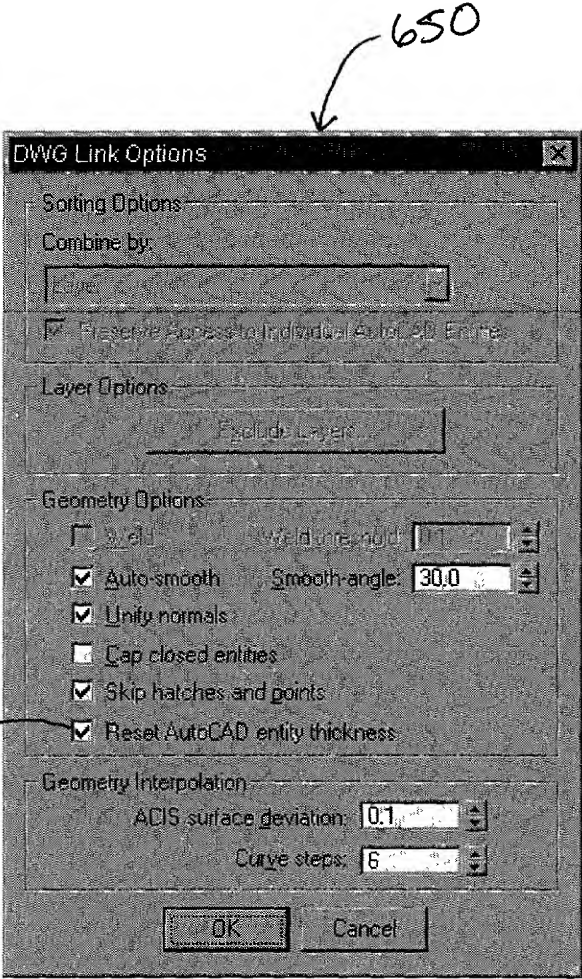 650
DWG Link Options
Sorting Options
Combine by:
Layer
Preserve Access to Individual AutoCAD Entities
Layer Options
Exclude Layers...
Geometry Options
Weld Weld threshold: 0.1
Auto-smooth Smooth-angle: 30.0
Unify normals
Cap closed entities
Skip hatches and points
Reset AutoCAD entity thickness
Geometry Interpolation
ACIS surface deviation: 0.1
Curve steps: 6
OK Cancel